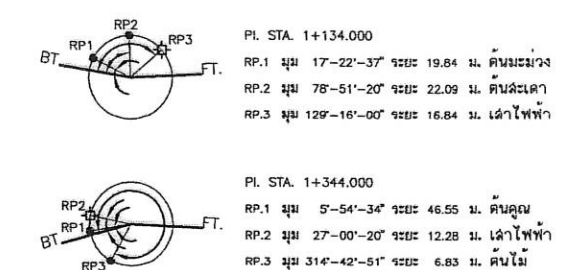 RP2
RP1
RP3
BT.
FT.
PI. STA. 1+134.000
RP.1 มุม 17°-22'-37" ระยะ 19.84 ม. ต้นมะม่วง
RP.2 มุม 78°-51'-20" ระยะ 22.09 ม. ต้นสะเดา
RP.3 มุม 129°-16'-00" ระยะ 16.84 ม. เสาไฟฟ้า
RP2
RP1
BT
FT.
RP3
PI. STA. 1+344.000
RP.1 มุม 5°-54'-34" ระยะ 46.55 ม. ต้นคูณ
RP.2 มุม 27°-00'-20" ระยะ 12.28 ม. เสาไฟฟ้า
RP.3 มุม 314°-42'-51" ระยะ 6.83 ม. ต้นไม้